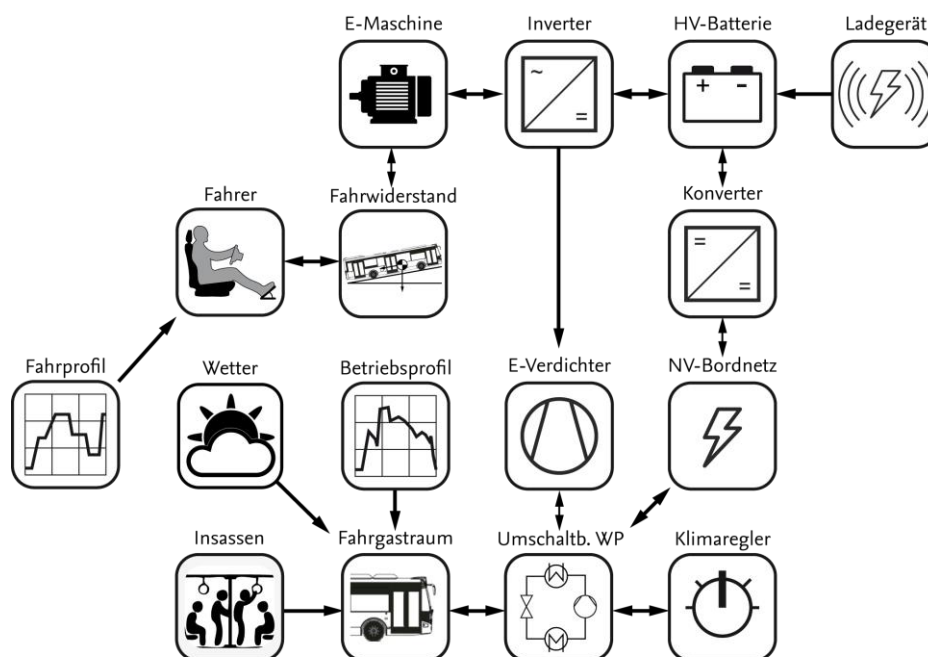 E-Maschine
Inverter
HV-Batterie
Ladegerät
~
=
+ -
Fahrer
Fahrwiderstand
Konverter
=
=
Fahrprofil
Wetter
Betriebsprofil
E-Verdichter
NV-Bordnetz
Insassen
Fahrgastraum
Umschaltb. WP
Klimaregler